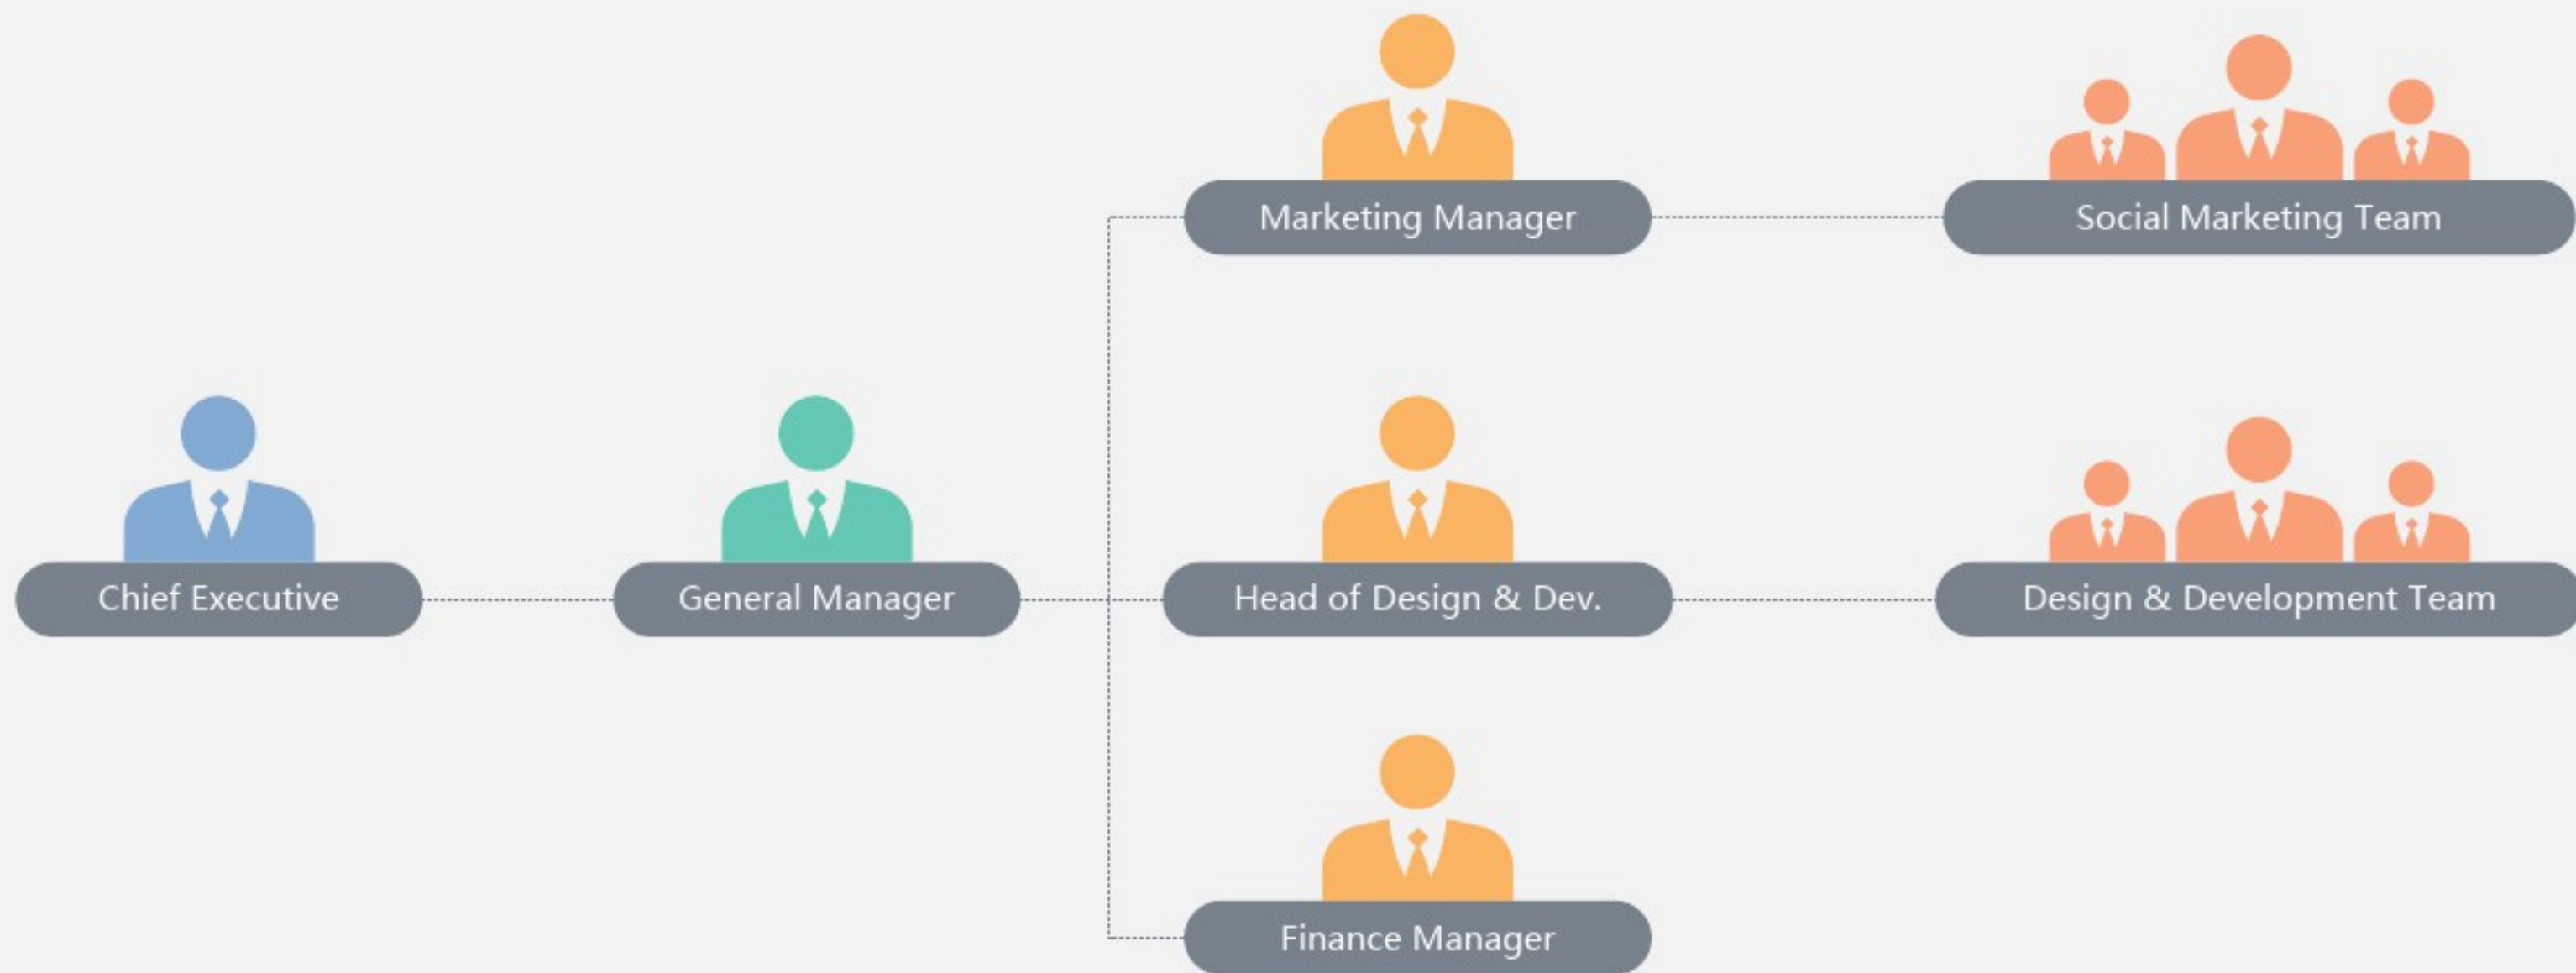 Marketing Manager
Social Marketing Team
Chief Executive
General Manager
Head of Design & Dev.
Design & Development Team
Finance Manager